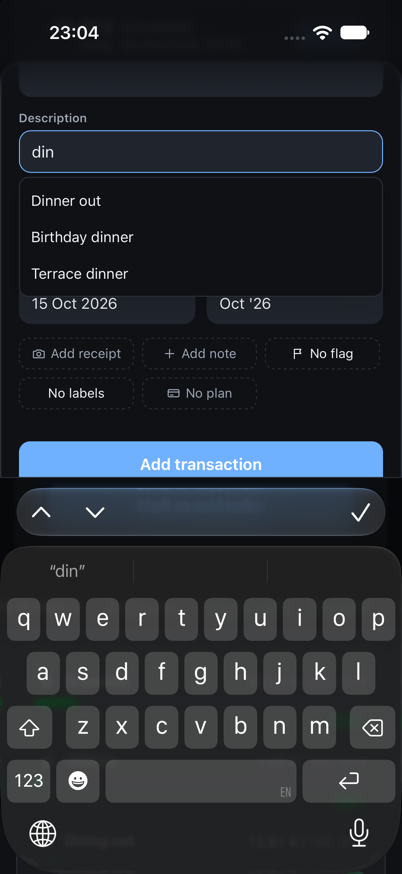 23:04
Description
din
Dinner out
Birthday dinner
Terrace dinner
15 Oct 2026 Oct '26
Add receipt Add note No flag
No labels No plan
Add transaction
“din”
q w e r t y u i o p
a s d f g h j k l
z x c v b n m
123 EN